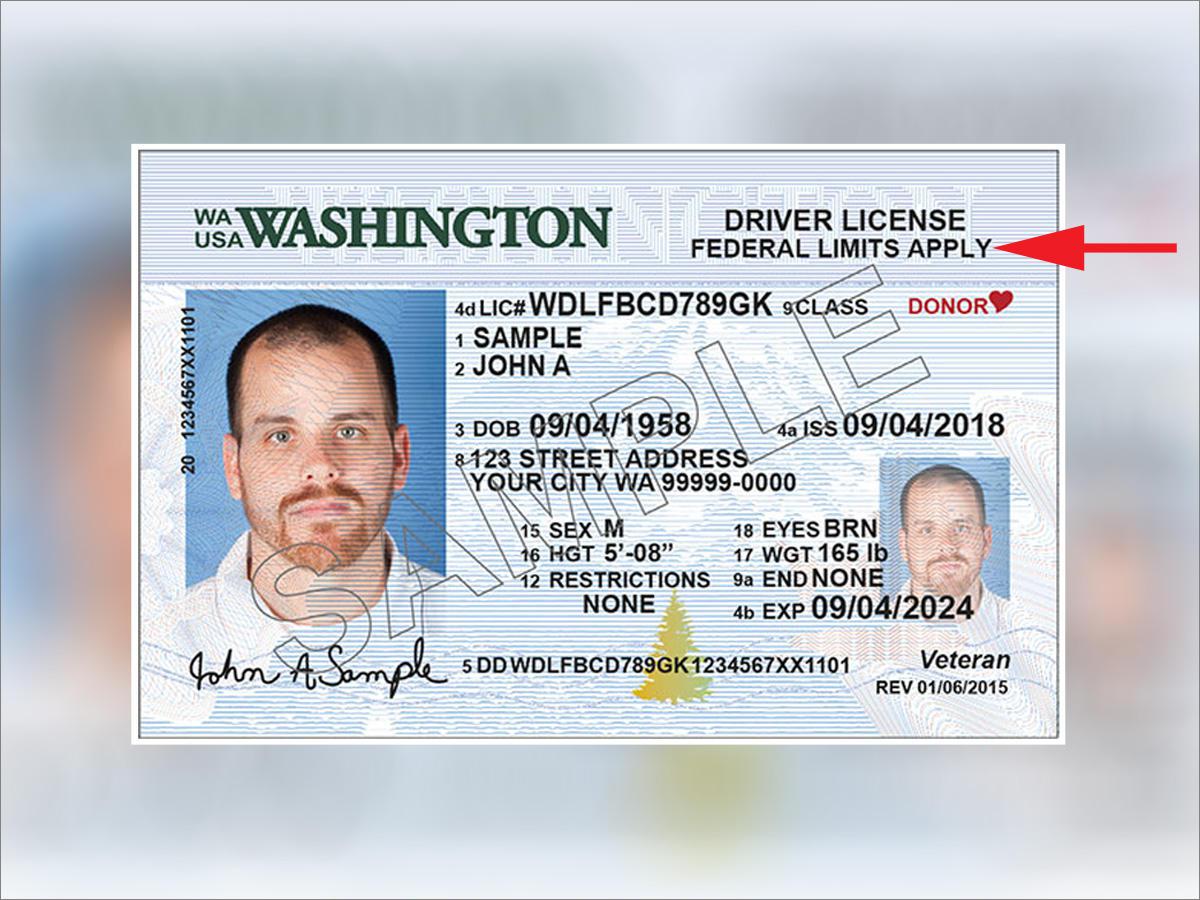 WA
USA WASHINGTON
DRIVER LICENSE
FEDERAL LIMITS APPLY
4d LIC# WDLFBCD789GK 9 CLASS DONOR
1 SAMPLE
2 JOHN A
3 DOB 09/04/1958 4a ISS 09/04/2018
8 123 STREET ADDRESS
YOUR CITY WA 99999-0000
15 SEX M 18 EYES BRN
16 HGT 5'-08” 17 WGT 165 lb
12 RESTRICTIONS 9a END NONE
NONE
4b EXP 09/04/2024
5 DD WDLFBCD789GK1234567XX1101
Veteran
REV 01/06/2015
20 1234567XX1101
John A Sample
SAMPLE